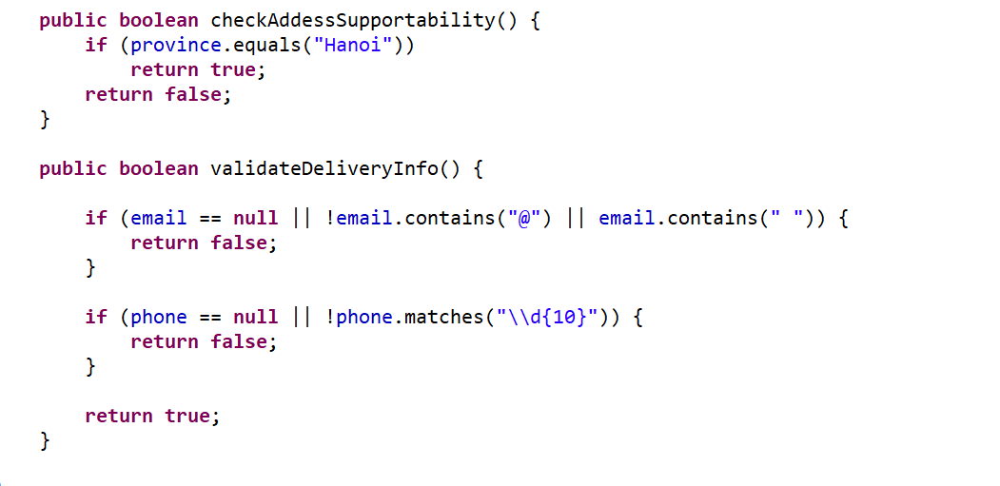 public boolean checkAddessSupportability() {
    if (province.equals("Hanoi"))
        return true;
    return false;
}

public boolean validateDeliveryInfo() {

    if (email == null || !email.contains("@") || email.contains(" ")) {
        return false;
    }

    if (phone == null || !phone.matches("\\d{10}")) {
        return false;
    }

    return true;
}